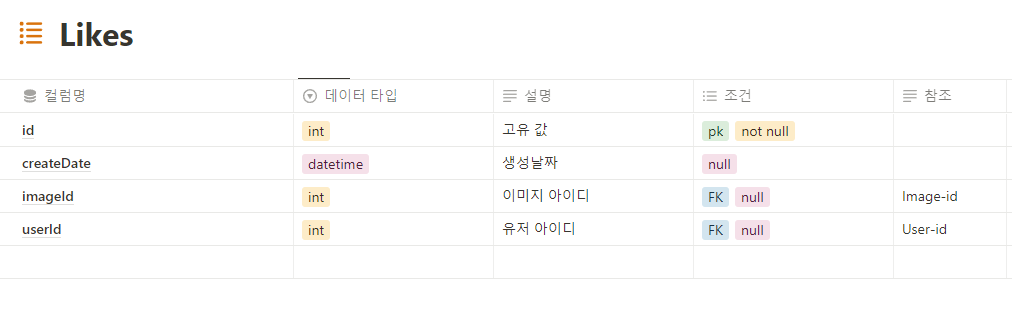 Likes
컬럼명 데이터 타입 설명 조건 참조
id int 고유 값 pk not null
createDate datetime 생성날짜 null
imageId int 이미지 아이디 FK null Image-id
userId int 유저 아이디 FK null User-id